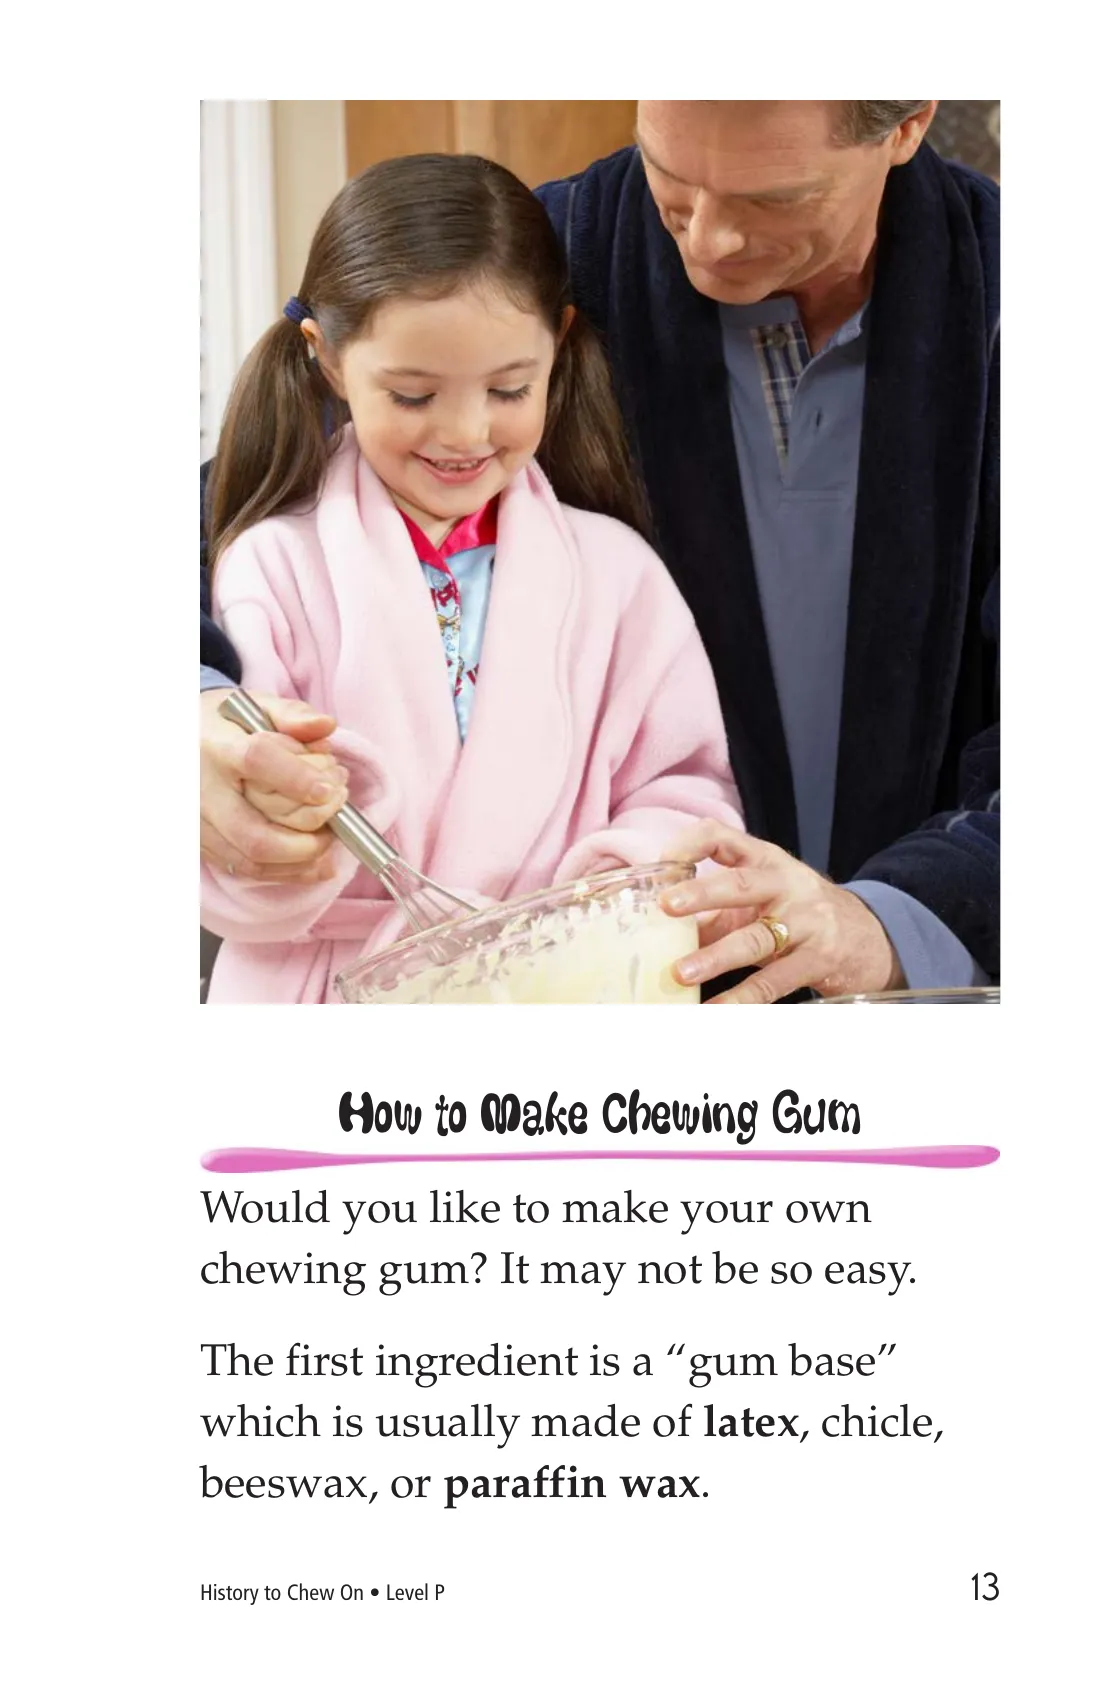 How to Make Chewing Gum
Would you like to make your own
chewing gum? It may not be so easy.
The first ingredient is a “gum base”
which is usually made of latex, chicle,
beeswax, or paraffin wax.
History to Chew On • Level P
13